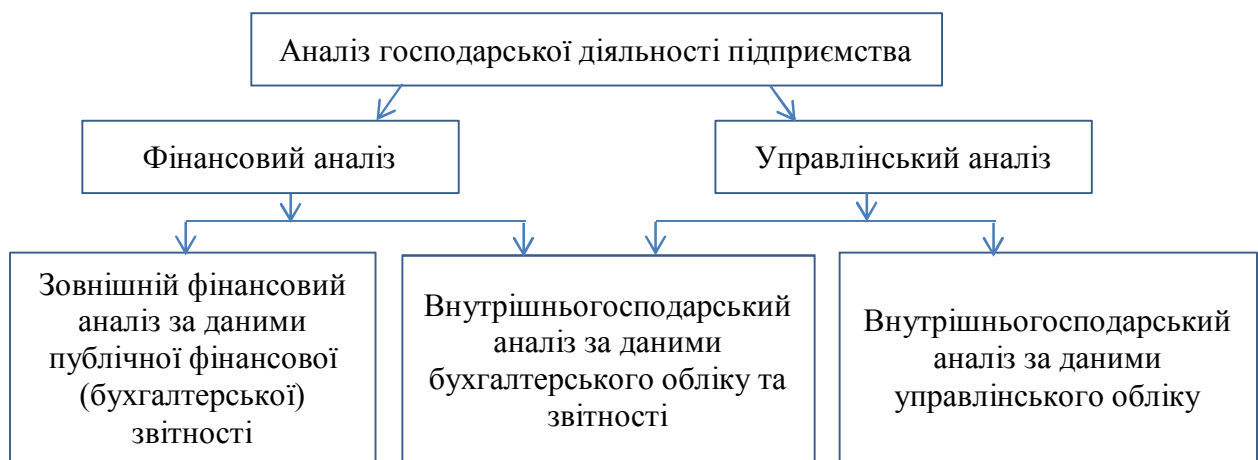 Аналіз господарської діяльності підприємства
Фінансовий аналіз
Управлінський аналіз
Зовнішній фінансовий
аналіз за даними
публічної фінансової
(бухгалтерської)
звітності
Внутрішньогосподарський
аналіз за даними
бухгалтерського обліку та
звітності
Внутрішньогосподарський
аналіз за даними
управлінського обліку